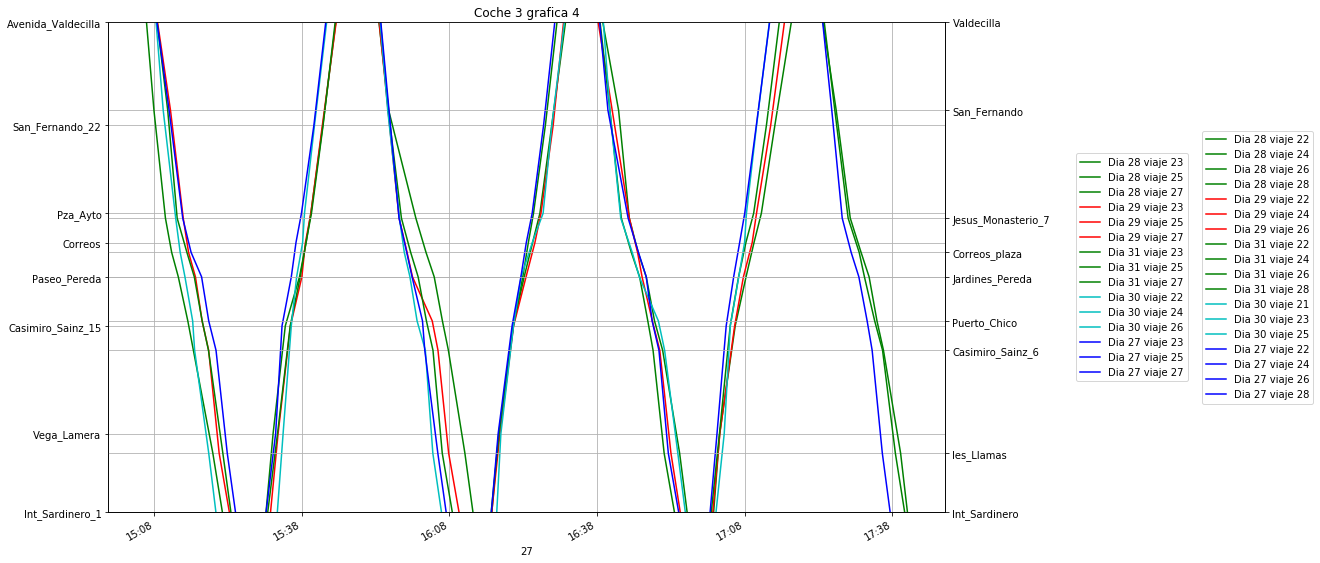 Coche 3 grafica 4
Avenida_Valdecilla
San_Fernando_22
Pza_Ayto
Correos
Paseo_Pereda
Casimiro_Sainz_15
Vega_Lamera
Int_Sardinero_1
Valdecilla
San_Fernando
Jesus_Monasterio_7
Correos_plaza
Jardines_Pereda
Puerto_Chico
Casimiro_Sainz_6
Ies_Llamas
Int_Sardinero
15:08
15:38
16:08
16:38
17:08
17:38
27
Dia 28 viaje 23
Dia 28 viaje 25
Dia 28 viaje 27
Dia 29 viaje 23
Dia 29 viaje 25
Dia 29 viaje 27
Dia 31 viaje 23
Dia 31 viaje 25
Dia 31 viaje 27
Dia 30 viaje 22
Dia 30 viaje 24
Dia 30 viaje 26
Dia 27 viaje 23
Dia 27 viaje 25
Dia 27 viaje 27
Dia 28 viaje 22
Dia 28 viaje 24
Dia 28 viaje 26
Dia 28 viaje 28
Dia 29 viaje 22
Dia 29 viaje 24
Dia 29 viaje 26
Dia 31 viaje 22
Dia 31 viaje 24
Dia 31 viaje 26
Dia 31 viaje 28
Dia 30 viaje 21
Dia 30 viaje 23
Dia 30 viaje 25
Dia 27 viaje 22
Dia 27 viaje 24
Dia 27 viaje 26
Dia 27 viaje 28